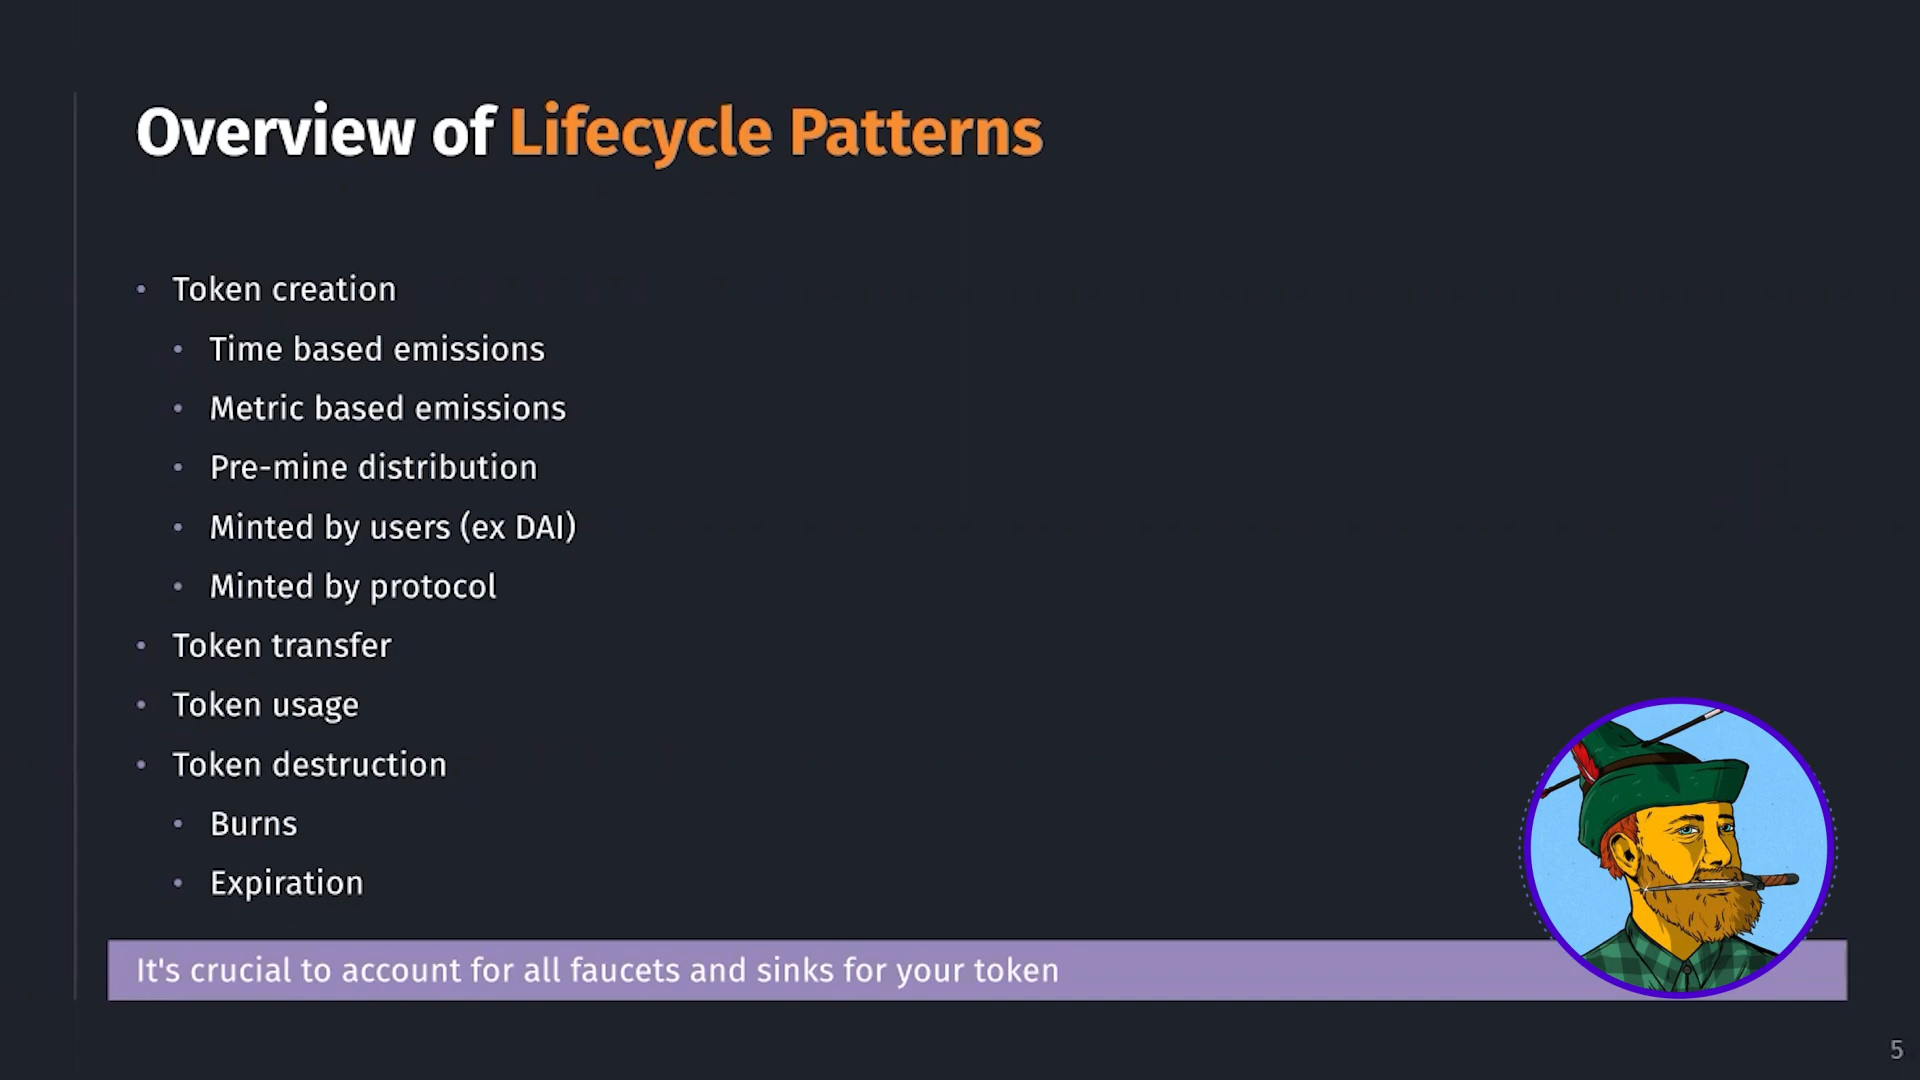 Overview of Lifecycle Patterns
• Token creation
• Time based emissions
• Metric based emissions
• Pre-mine distribution
• Minted by users (ex DAI)
• Minted by protocol
• Token transfer
• Token usage
• Token destruction
• Burns
• Expiration
It's crucial to account for all faucets and sinks for your token
5